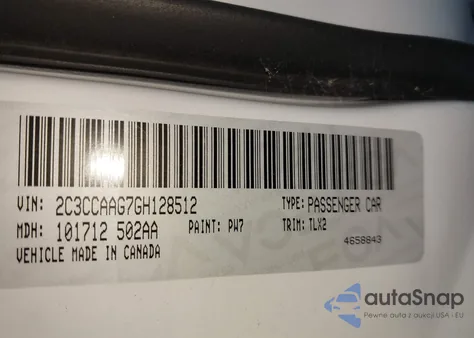 VIN: 2C3CCAAG7GH128512 TYPE: PASSENGER CAR
MDH: 101712 502AA PAINT: PW7 TRIM: TLX2
VEHICLE MADE IN CANADA 4658843
autoSnap
Pewne auta z aukcji USA - EU